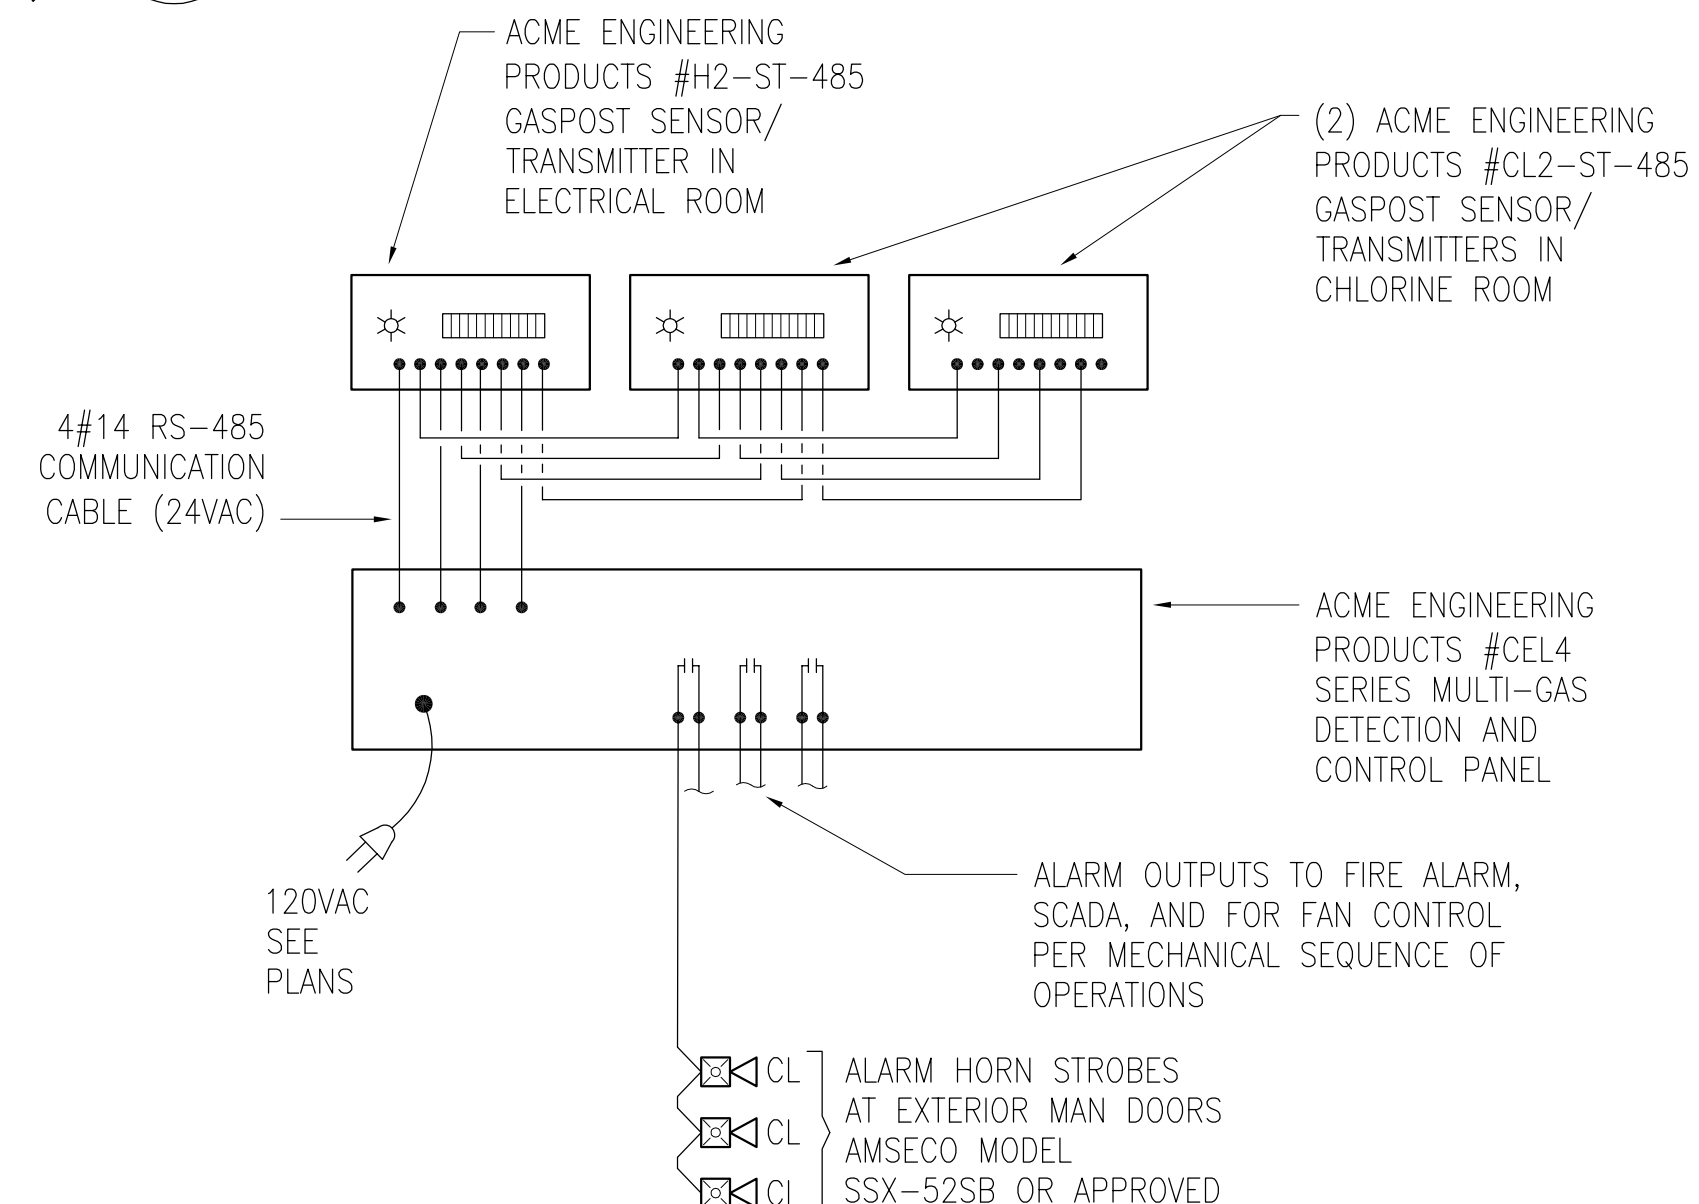 ACME ENGINEERING
PRODUCTS #H2-ST-485
GASPOST SENSOR/
TRANSMITTER IN
ELECTRICAL ROOM
(2) ACME ENGINEERING
PRODUCTS #CL2-ST-485
GASPOST SENSOR/
TRANSMITTERS IN
CHLORINE ROOM
4#14 RS-485
COMMUNICATION
CABLE (24VAC)
ACME ENGINEERING
PRODUCTS #CEL4
SERIES MULTI-GAS
DETECTION AND
CONTROL PANEL
120VAC
SEE
PLANS
ALARM OUTPUTS TO FIRE ALARM,
SCADA, AND FOR FAN CONTROL
PER MECHANICAL SEQUENCE OF
OPERATIONS
CL
CL
CL
ALARM HORN STROBES
AT EXTERIOR MAN DOORS
AMSECO MODEL
SSX-52SB OR APPROVED